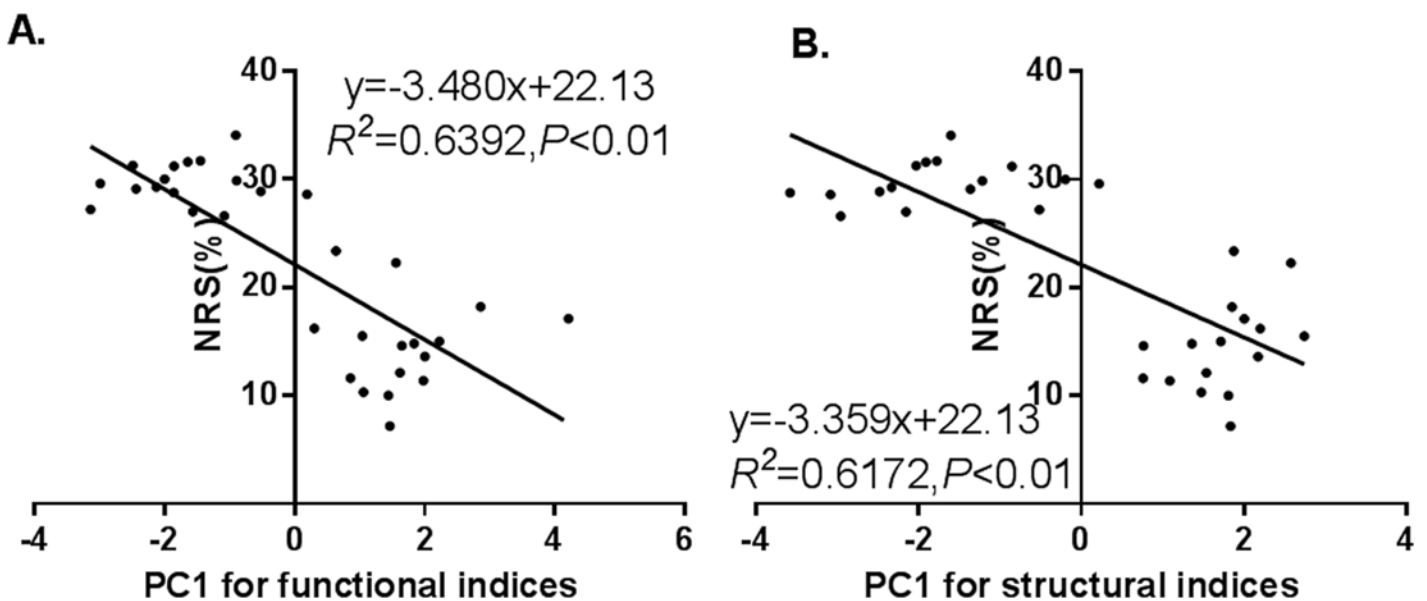 A.
y=-3.480x+22.13
R²=0.6392,P<0.01
NRS(%)
40
30
20
10
-4 -2 0 2 4 6
PC1 for functional indices
B.
y=-3.359x+22.13
R²=0.6172,P<0.01
NRS(%)
40
30
20
10
-4 -2 0 2 4
PC1 for structural indices